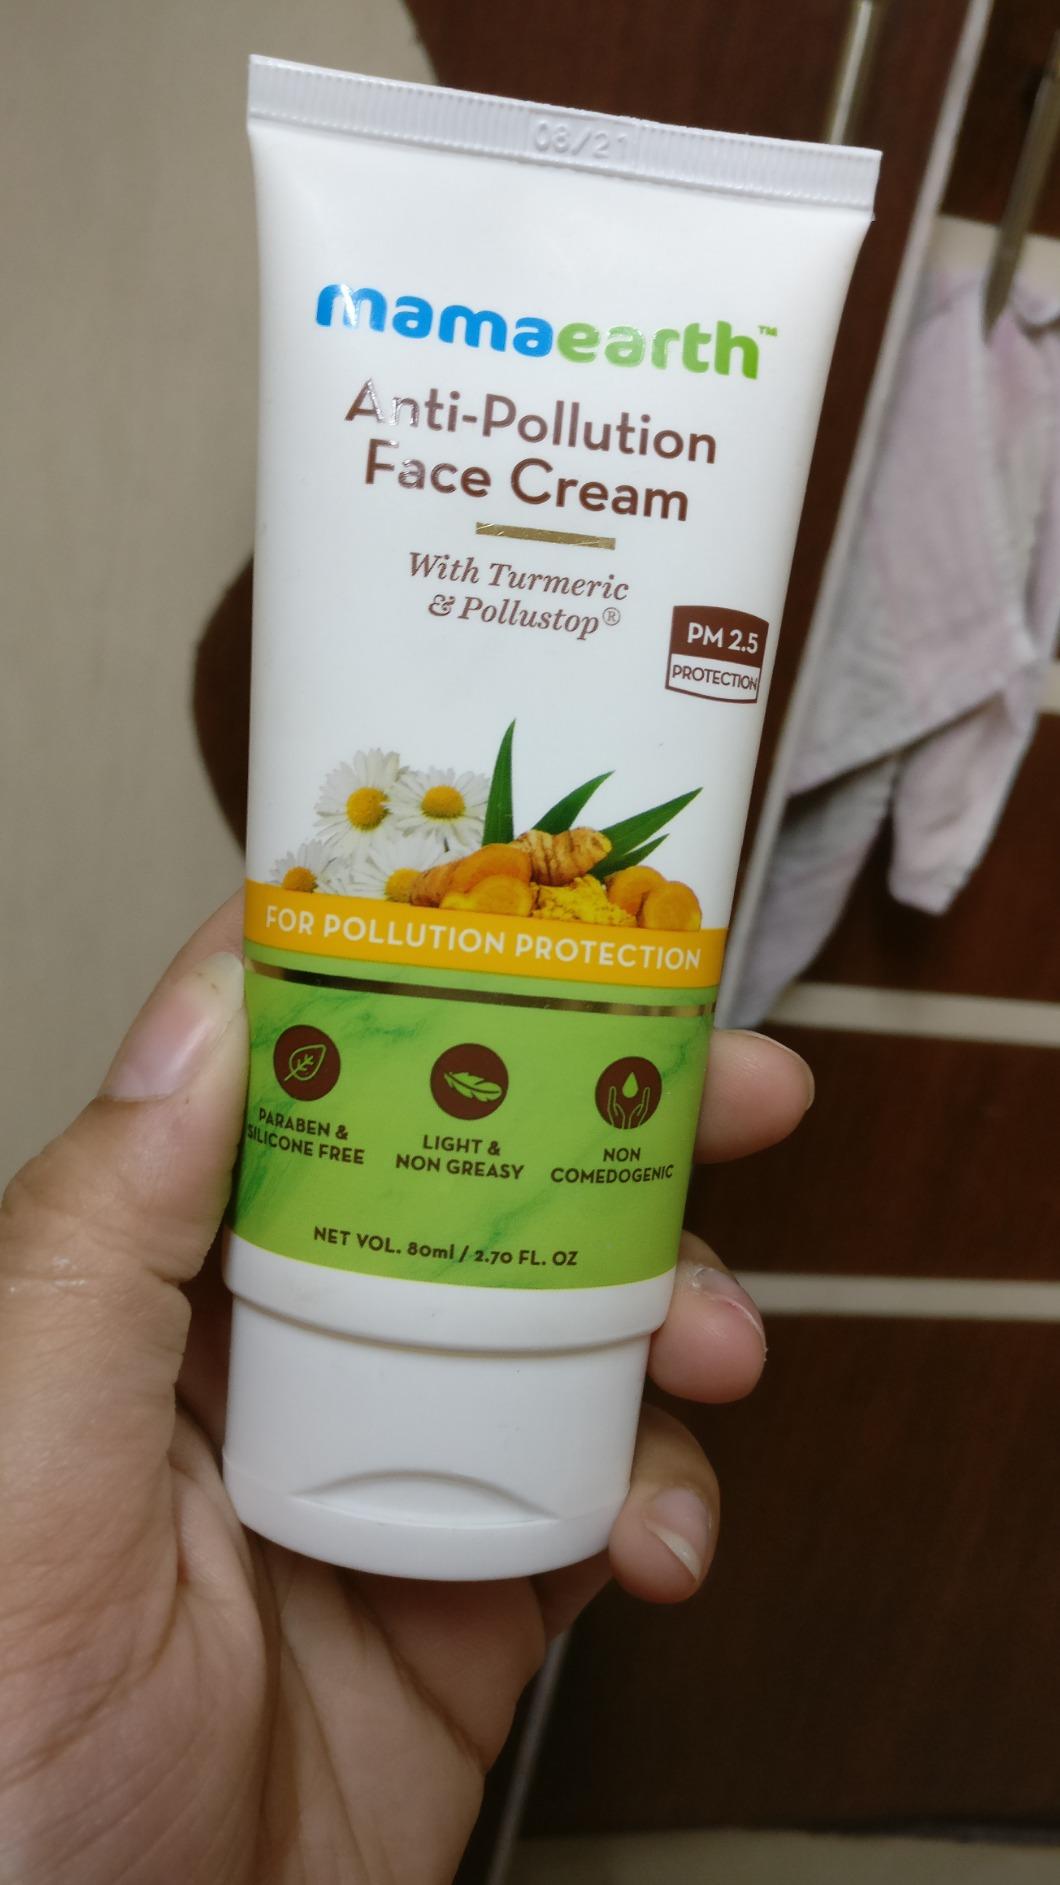 08/21
mamaearth™
Anti-Pollution
Face Cream
With Turmeric
& Pollustop®
PM 2.5
PROTECTION
FOR POLLUTION PROTECTION
PARABEN &
SILICONE FREE
LIGHT &
NON GREASY
NON
COMEDOGENIC
NET VOL. 80ml / 2.70 FL. OZ